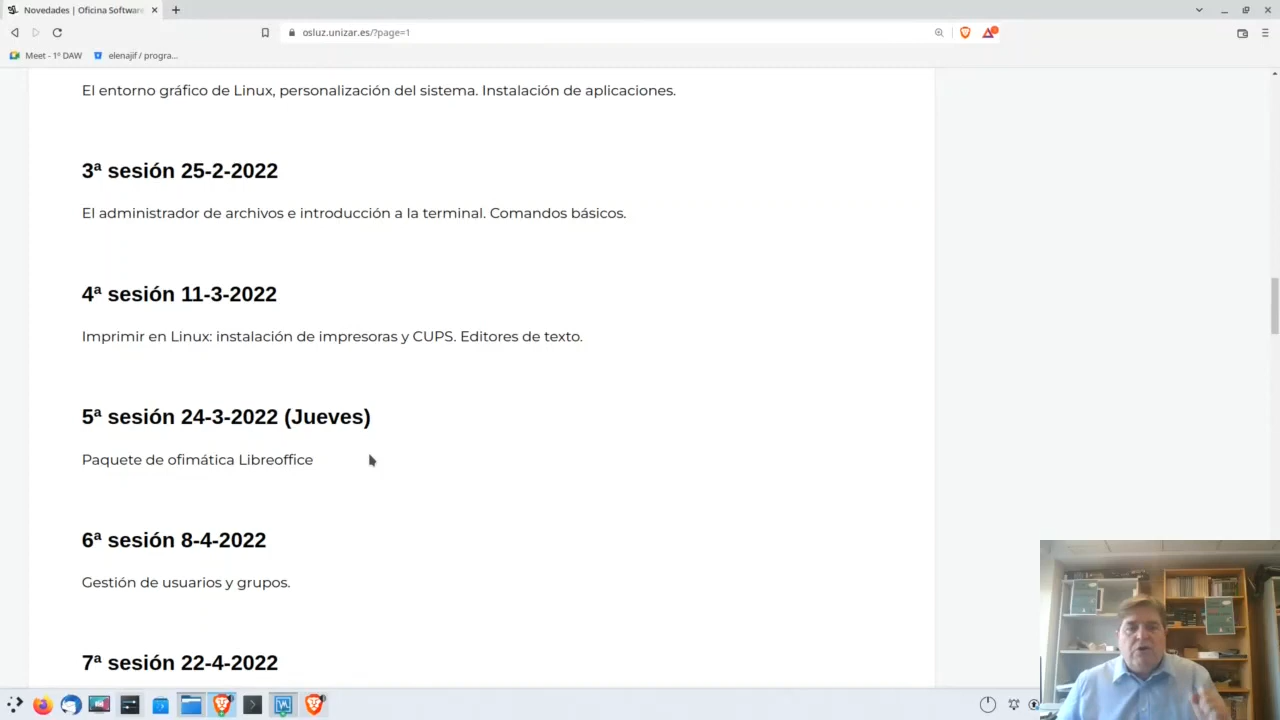 Novedades | Oficina Software
osluz.unizar.es/?page=1
Meet - 1º DAW
elenajif / progra...
El entorno gráfico de Linux, personalización del sistema. Instalación de aplicaciones.
3ª sesión 25-2-2022
El administrador de archivos e introducción a la terminal. Comandos básicos.
4ª sesión 11-3-2022
Imprimir en Linux: instalación de impresoras y CUPS. Editores de texto.
5ª sesión 24-3-2022 (Jueves)
Paquete de ofimática Libreoffice
6ª sesión 8-4-2022
Gestión de usuarios y grupos.
7ª sesión 22-4-2022